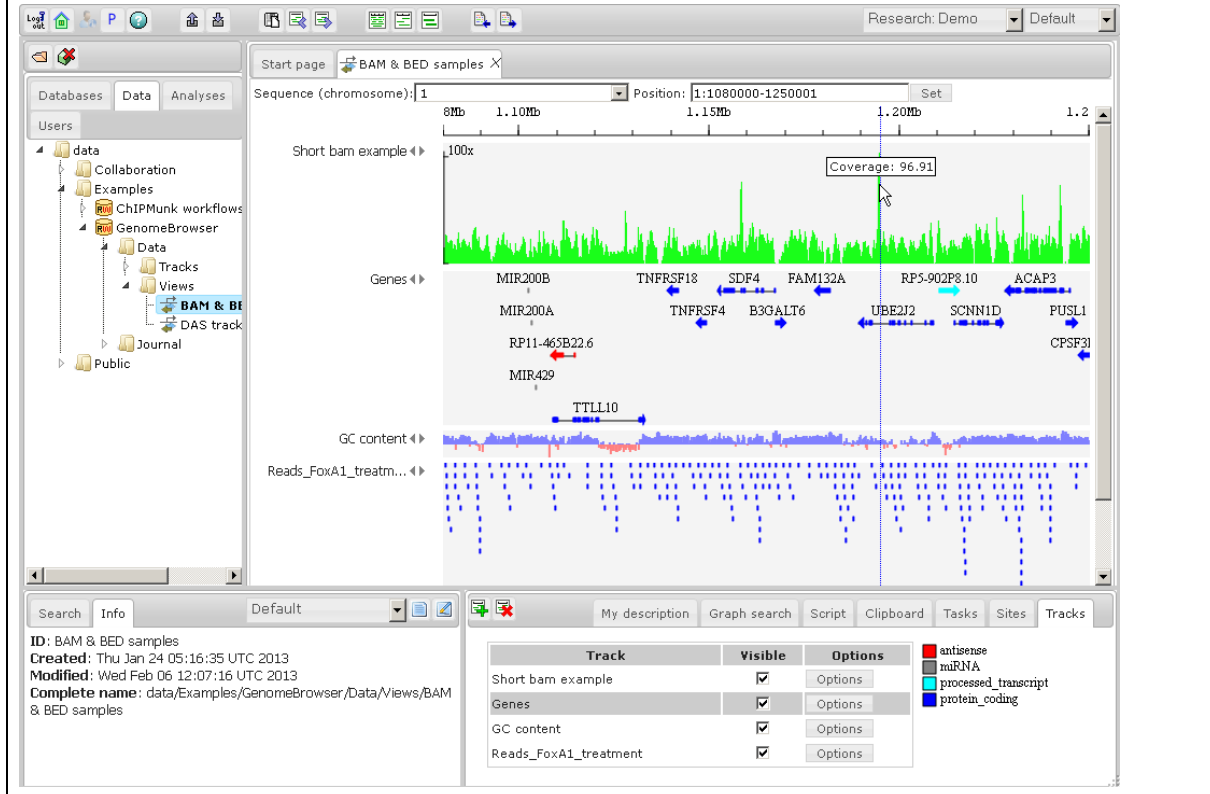 Log out
P
Research: Demo
Default
Start page
BAM & BED samples X
Databases
Data
Analyses
Users
Sequence (chromosome):
1
Position:
1:1080000-1250001
Set
data
Collaboration
Examples
ChIPMunk workflows
GenomeBrowser
Data
Tracks
Views
BAM & BE
DAS track
Journal
Public
8Mb
1.10Mb
1.15Mb
1.20Mb
1.2
Short bam example
100x
Coverage: 96.91
Genes
MIR200B
TNFRSF18
SDF4
FAM132A
RP5-902P8.10
ACAP3
MIR200A
TNFRSF4
B3GALT6
UBE2J2
SCNN1D
PUSL1
RP11-465B22.6
CPSF3
MIR429
TTLL10
GC content
Reads_FoxA1_treatm...
Search
Info
Default
ID: BAM & BED samples
Created: Thu Jan 24 05:16:35 UTC 2013
Modified: Wed Feb 06 12:07:16 UTC 2013
Complete name: data/Examples/GenomeBrowser/Data/Views/BAM
& BED samples
My description
Graph search
Script
Clipboard
Tasks
Sites
Tracks
Track
Visible
Options
Short bam example
Options
Genes
Options
GC content
Options
Reads_FoxA1_treatment
Options
antisense
miRNA
processed_transcript
protein_coding